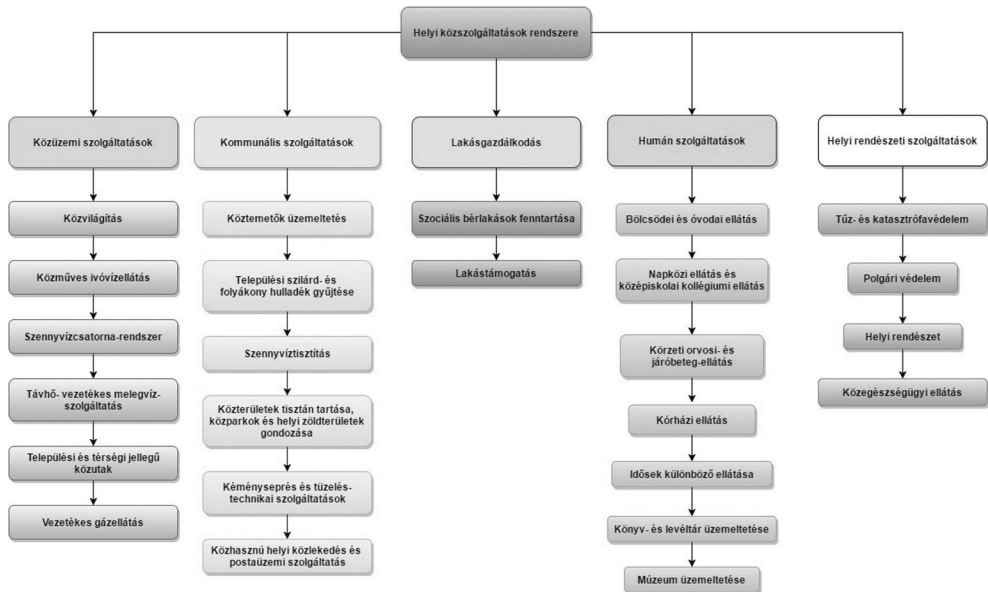 Helyi közszolgáltatások rendszere
Közüzemi szolgáltatások
Közvilágítás
Közműves ivóvízellátás
Szennyvízcsatorna-rendszer
Távhő- vezetékes melegvíz-
szolgáltatás
Települési és térségi jellegű
közutak
Vezetékes gázellátás
Kommunális szolgáltatások
Köztemetők üzemeltetés
Települési szilárd- és
folyákony hulladék gyűjtése
Szennyvíztisztítás
Közterületek tisztán tartása,
közparkok és helyi zöldterületek
gondozása
Kéményseprés és tüzelés-
technikai szolgáltatások
Közhasznú helyi közlekedés és
postaüzemi szolgáltatás
Lakásgazdálkodás
Szociális bérlakások fenntartása
Lakástámogatás
Humán szolgáltatások
Bölcsödei és óvodai ellátás
Napközi ellátás és
középiskolai kollégiumi ellátás
Körzeti orvosi- és
járóbeteg-ellátás
Kórházi ellátás
Idősek különböző ellátása
Könyv- és levéltár üzemeltetése
Múzeum üzemeltetése
Helyi rendészeti szolgáltatások
Tűz- és katasztrófavédelem
Polgári védelem
Helyi rendészet
Közegészségügyi ellátás